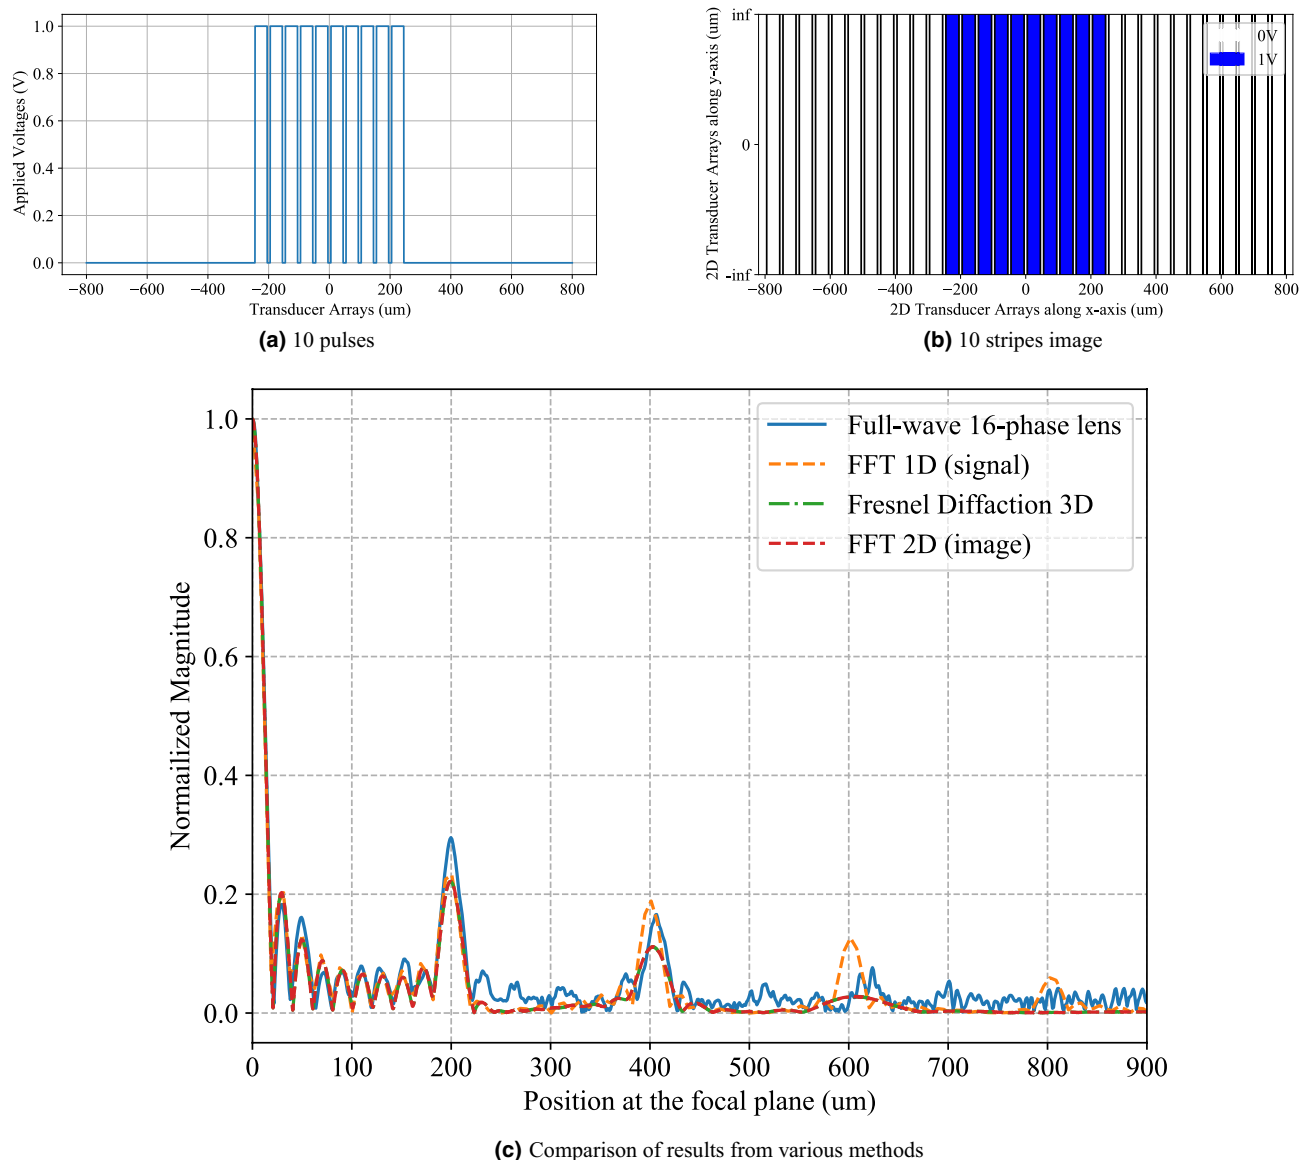 1.0
0.8
0.6
0.4
0.2
0.0
Applied Voltages (V)
−800 −600 −400 −200 0 200 400 600 800
Transducer Arrays (um)
(a) 10 pulses
inf
0
-inf
2D Transducer Arrays along y-axis (um)
0V
1V
−800 −600 −400 −200 0 200 400 600 800
2D Transducer Arrays along x-axis (um)
(b) 10 stripes image
1.0
0.8
0.6
0.4
0.2
0.0
Normailized Magnitude
Full-wave 16-phase lens
FFT 1D (signal)
Fresnel Diffaction 3D
FFT 2D (image)
0 100 200 300 400 500 600 700 800 900
Position at the focal plane (um)
(c) Comparison of results from various methods